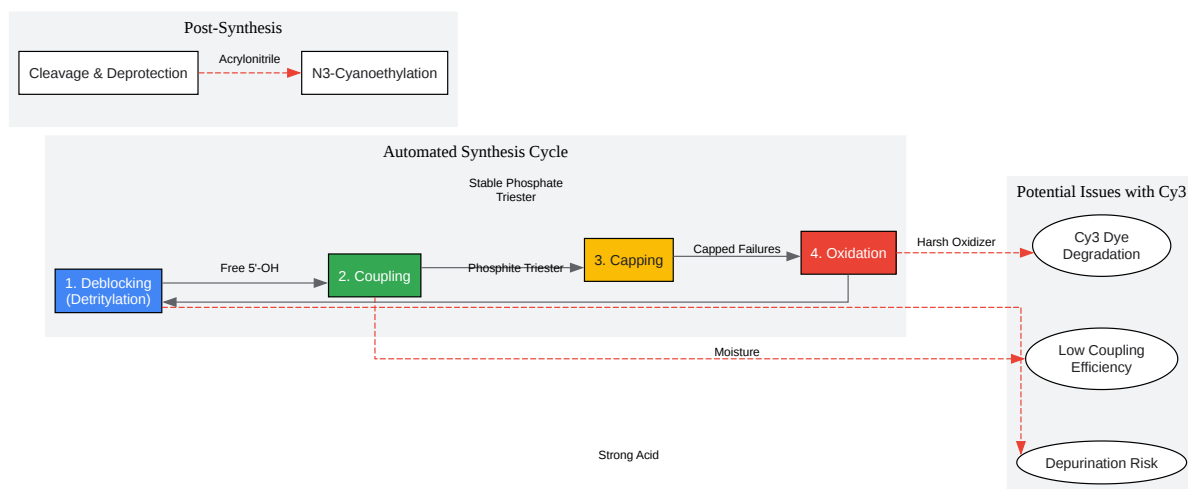 Post-Synthesis
Cleavage & Deprotection
Acrylonitrile
N3-Cyanoethylation
Automated Synthesis Cycle
Stable Phosphate
Triester
1. Deblocking
(Detritylation)
Free 5'-OH
2. Coupling
Phosphite Triester
3. Capping
Capped Failures
4. Oxidation
Harsh Oxidizer
Moisture
Strong Acid
Potential Issues with Cy3
Cy3 Dye
Degradation
Low Coupling
Efficiency
Depurination Risk